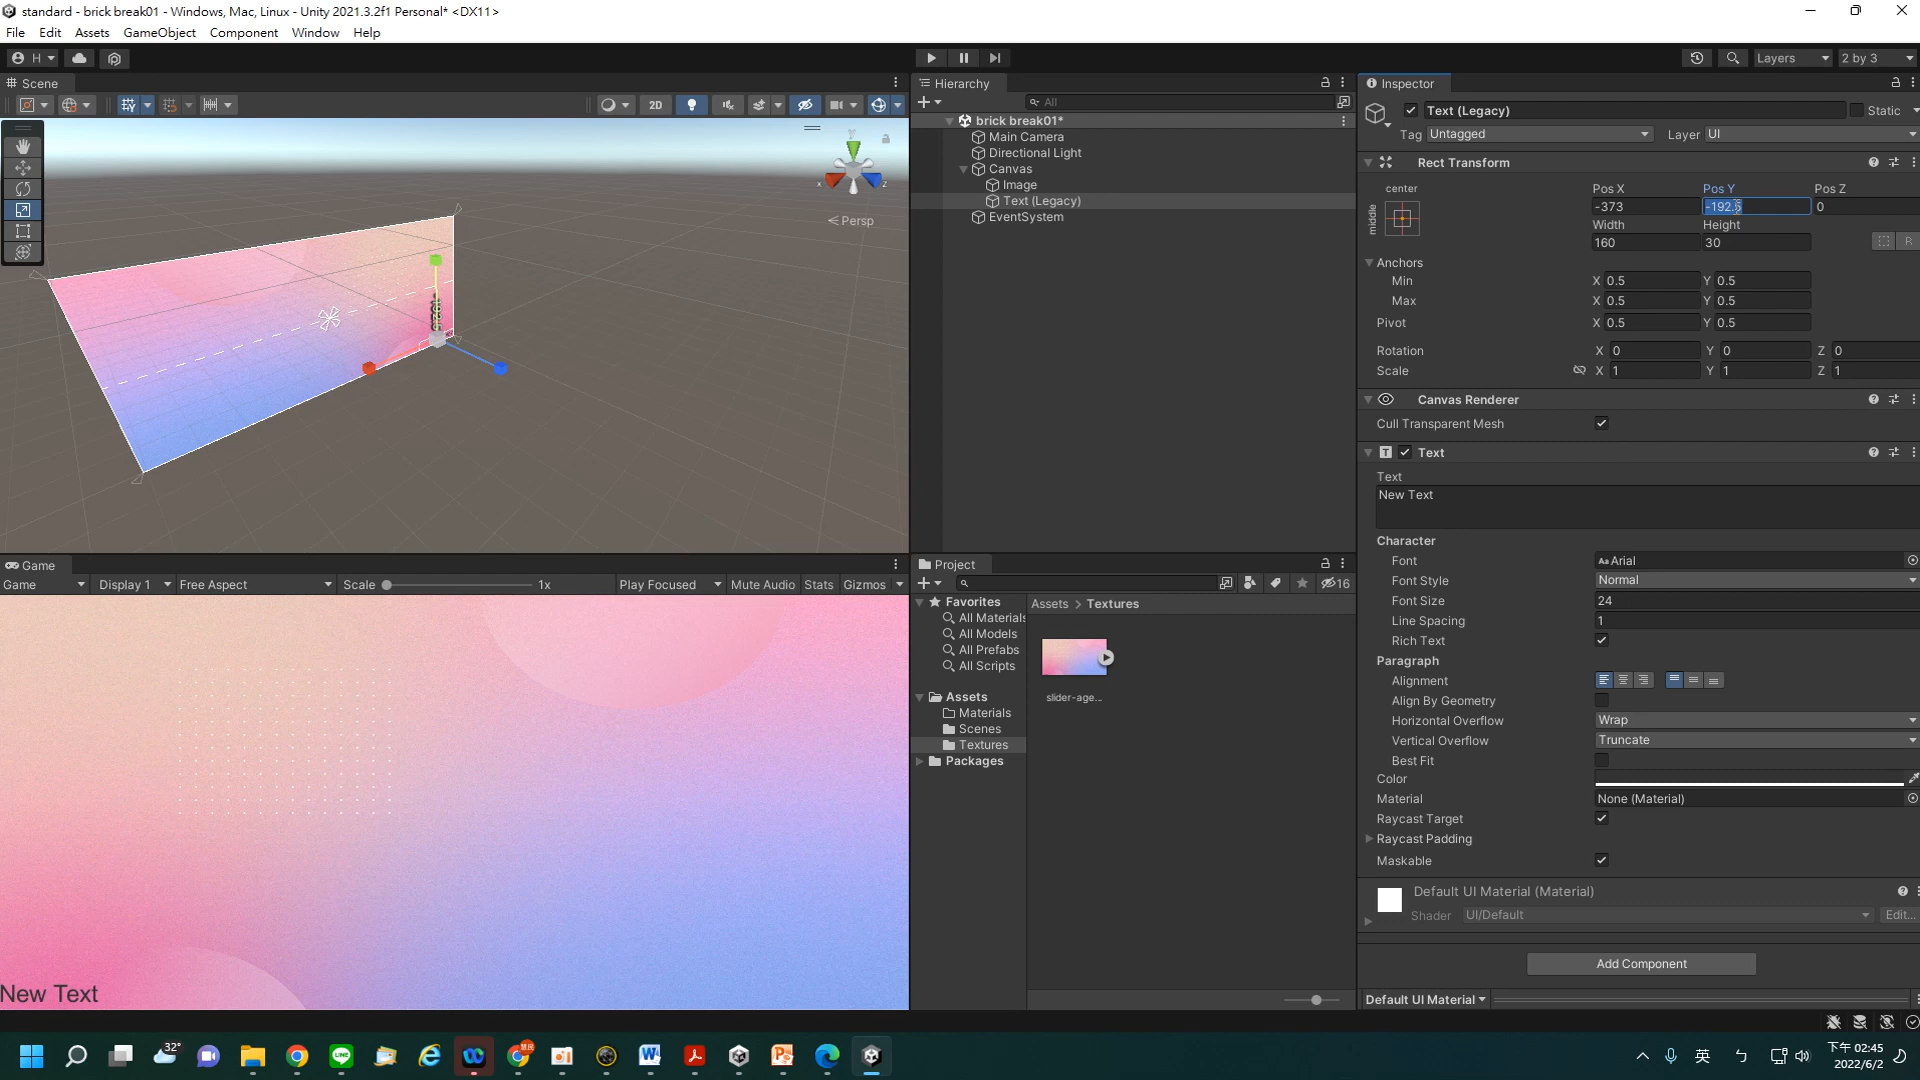 standard - brick break01 - Windows, Mac, Linux - Unity 2021.3.2f1 Personal* <DX11>
File Edit Assets GameObject Component Window Help
H Layers 2 by 3
Scene
2D
Persp
x y z
Hierarchy
All
brick break01*
Main Camera
Directional Light
Canvas
Image
Text (Legacy)
EventSystem
Inspector
Text (Legacy) Static
Tag Untagged Layer UI
Rect Transform
center
middle
Pos X Pos Y Pos Z
-373 -192.5 0
Width Height
160 30
R
Anchors
Min X 0.5 Y 0.5
Max X 0.5 Y 0.5
Pivot X 0.5 Y 0.5
Rotation X 0 Y 0 Z 0
Scale X 1 Y 1 Z 1
Canvas Renderer
Cull Transparent Mesh
T Text
Text
New Text
Character
Font Aa Arial
Font Style Normal
Font Size 24
Line Spacing 1
Rich Text
Paragraph
Alignment
Align By Geometry
Horizontal Overflow Wrap
Vertical Overflow Truncate
Best Fit
Color
Material None (Material)
Raycast Target
Raycast Padding
Maskable
Default UI Material (Material)
Shader UI/Default Edit...
Add Component
Default UI Material
Game
Game Display 1 Free Aspect Scale 1x Play Focused Mute Audio Stats Gizmos
New Text
Project
16
Favorites
All Materials
All Models
All Prefabs
All Scripts
Assets
Materials
Scenes
Textures
Packages
Assets > Textures
slider-age...
32°
英
下午 02:45
2022/6/2